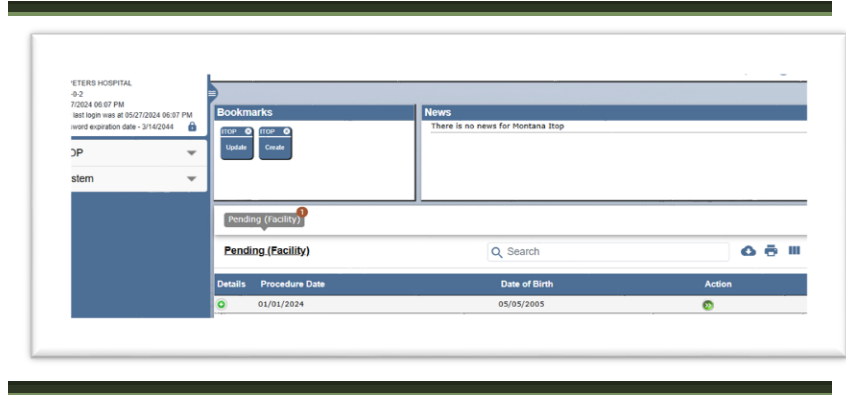 ETERS HOSPITAL
-0-2
7/2024 06:07 PM
last login was at 05/27/2024 06:07 PM
word expiration date - 3/14/2044
OP
stem
Bookmarks
ITOP
Update
ITOP
Create
News
There is no news for Montana Itop
Pending (Facility)
1
Pending (Facility)
Search
Details Procedure Date Date of Birth Action
01/01/2024 05/05/2005